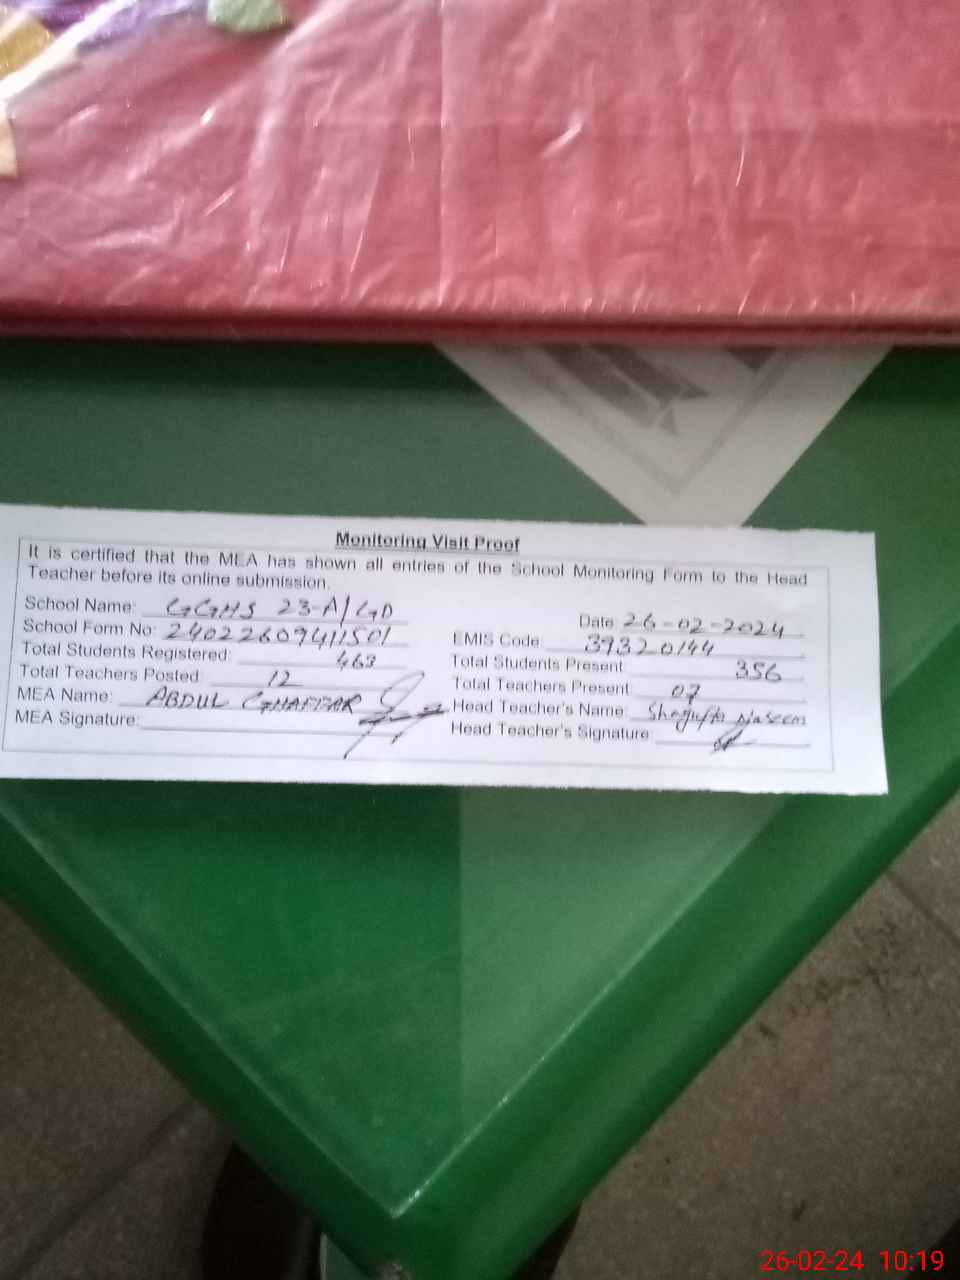 Monitoring Visit Proof
It is certified that the MEA has shown all entries of the School Monitoring Form to the Head
Teacher before its online submission.
School Name: GGHS 23-A/GD
Date: 26-02-2024
School Form No: 24022609411501
EMIS Code: 39320144
Total Students Registered: 463
Total Students Present: 356
Total Teachers Posted: 12
Total Teachers Present: 07
MEA Name: ABDUL GHAFFAR
Head Teacher's Name: Shagufta Naseem
MEA Signature:
Head Teacher's Signature:
26-02-24 10:19